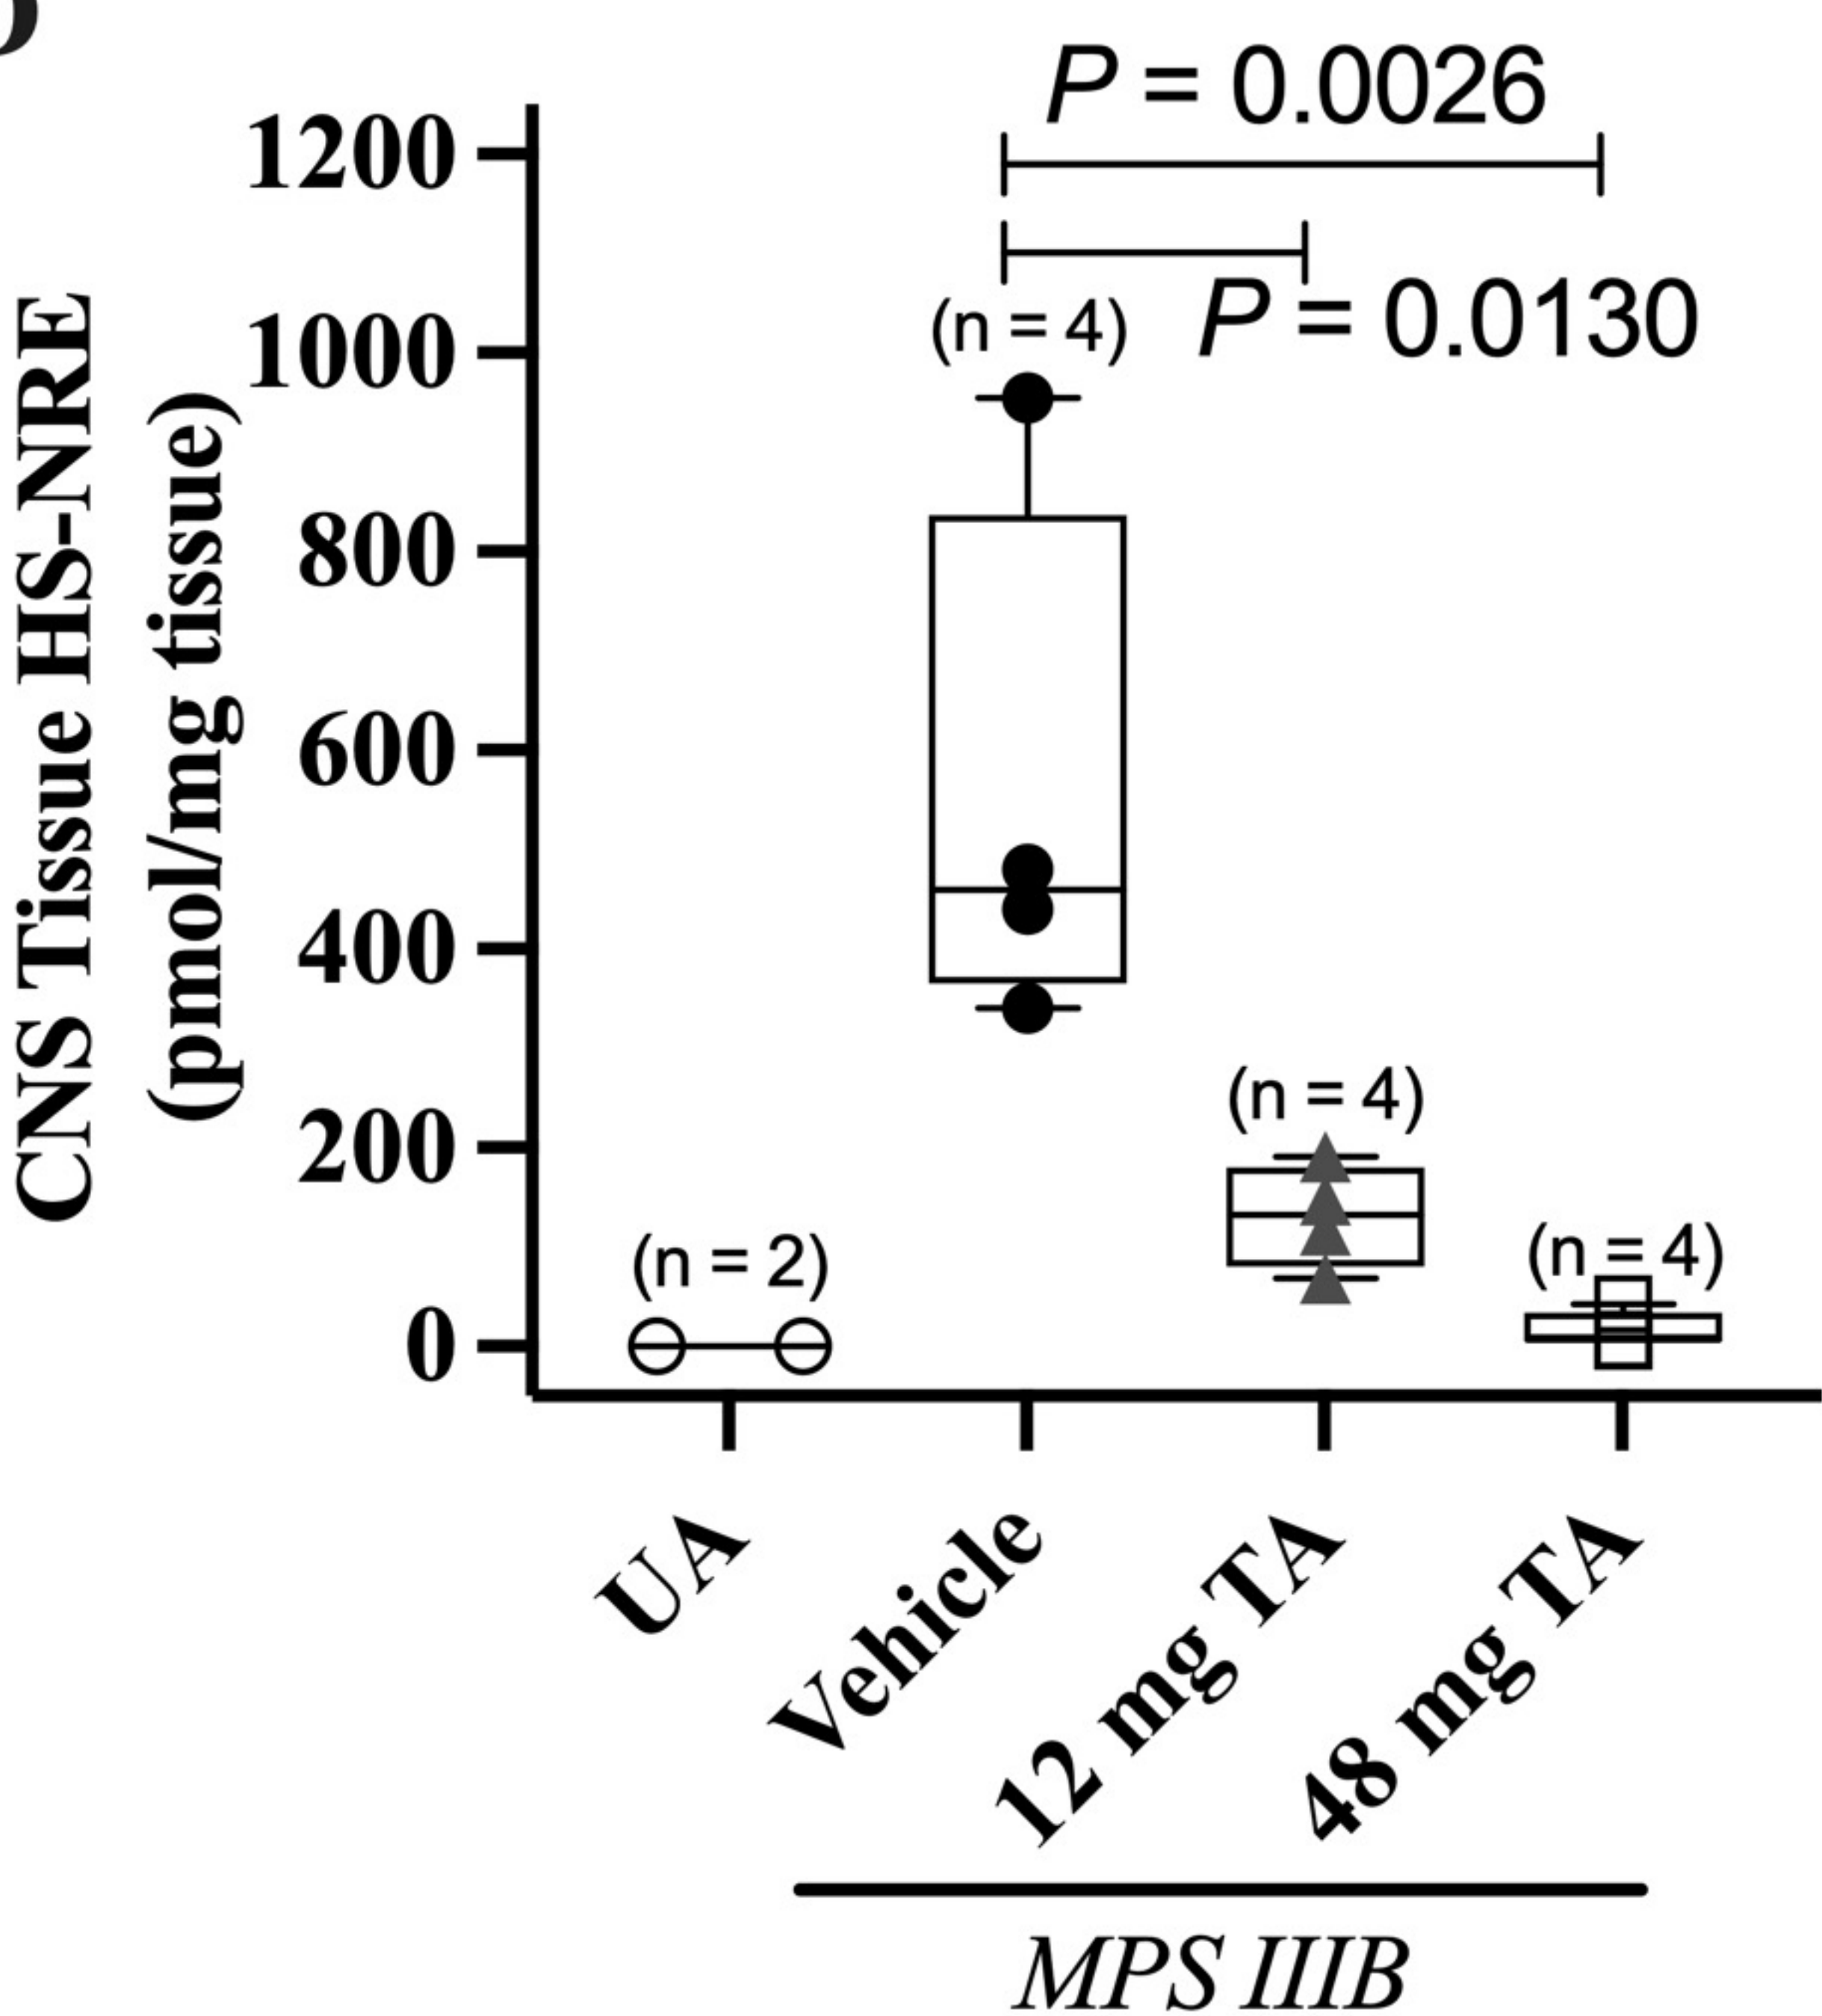 P = 0.0026
P = 0.0130
CNS Tissue HS-NRE
(pmol/mg tissue)
1200
1000
800
600
400
200
0
(n = 2)
(n = 4)
(n = 4)
(n = 4)
UA
Vehicle
12 mg TA
48 mg TA
MPS IIIB